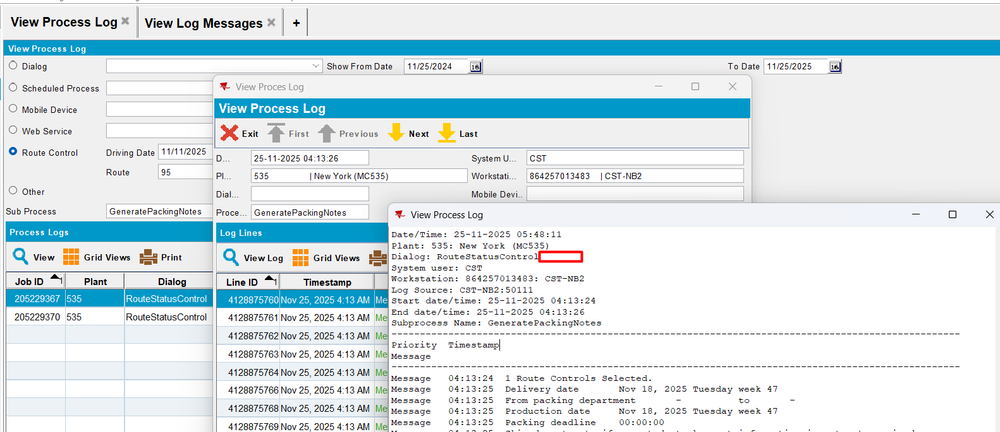 View Process Log
View Log Messages
+
View Process Log
Dialog
Show From Date 11/25/2024
To Date 11/25/2025
Scheduled Process
Mobile Device
Web Service
Route Control
Driving Date 11/11/2025
Route 95
Other
Sub Process GeneratePackingNotes
Process Logs
View Grid Views Print
Job ID 1 Plant Dialog
205229367 535 RouteStatusControl
205229370 535 RouteStatusControl
View Proces Log
View Process Log
Exit First Previous Next Last
D... 25-11-2025 04:13:26 System U... CST
Pl... 535 | New York (MC535) Workstati... 864257013483 | CST-NB2
Dial... Mobile Devi..
Proce... GeneratePackingNotes
Log Lines
View Log Grid Views
Line ID 1 Timestamp
4128875760 Nov 25, 2025 4:13 AM Me
4128875761 Nov 25, 2025 4:13 AM Me
4128875762 Nov 25, 2025 4:13 AM Me
4128875763 Nov 25, 2025 4:13 AM Me
4128875764 Nov 25, 2025 4:13 AM Me
4128875766 Nov 25, 2025 4:13 AM Me
4128875768 Nov 25, 2025 4:13 AM Me
4128875769 Nov 25, 2025 4:13 AM Me
View Process Log
Date/Time: 25-11-2025 05:48:11
Plant: 535: New York (MC535)
Dialog: RouteStatusControl
System user: CST
Workstation: 864257013483: CST-NB2
Log Source: CST-NB2:50111
Start date/time: 25-11-2025 04:13:24
End date/time: 25-11-2025 04:13:26
Subprocess Name: GeneratePackingNotes
----------------------------------------------------------------------------------------------------
Priority Timestamp
Message
----------------------------------------------------------------------------------------------------
Message 04:13:24 1 Route Controls Selected.
Message 04:13:25 Delivery date Nov 18, 2025 Tuesday week 47
Message 04:13:25 From packing department - to -
Message 04:13:25 Production date Nov 18, 2025 Tuesday week 47
Message 04:13:25 Packing deadline 00:00:00